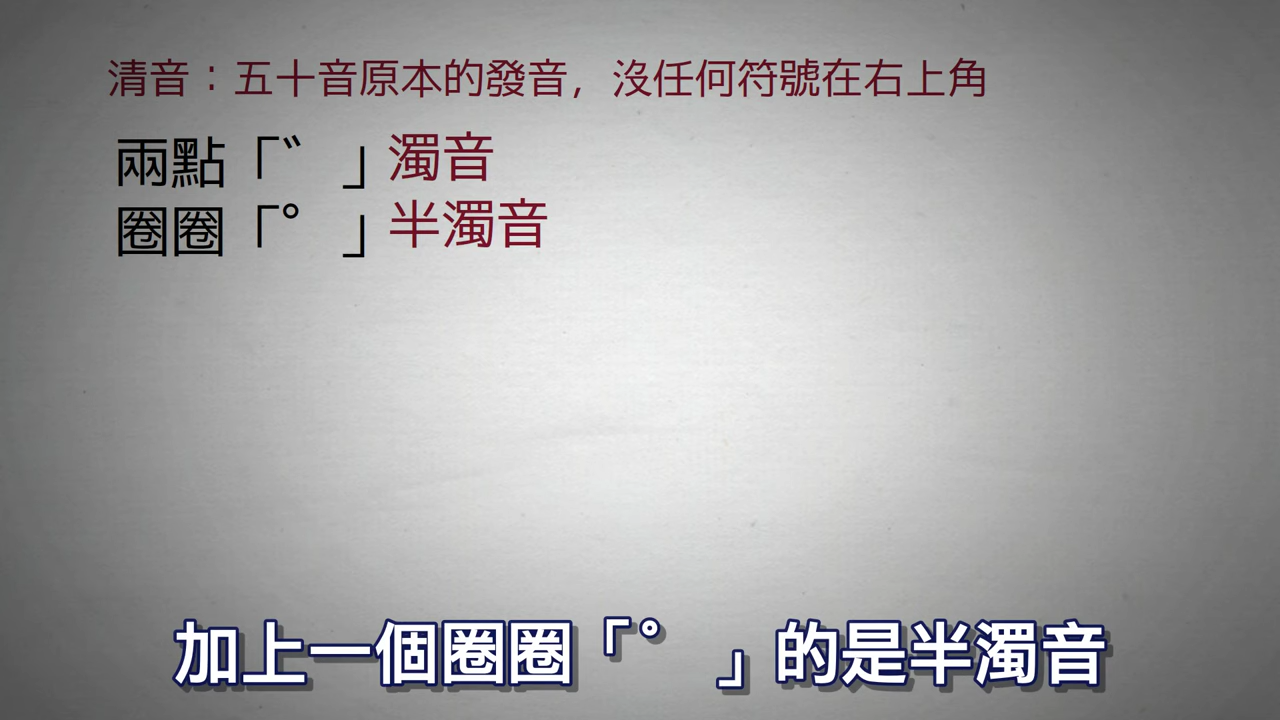 清音：五十音原本的發音，沒任何符號在右上角
兩點「゛」濁音
圈圈「゜」半濁音
加上一個圈圈「゜」的是半濁音